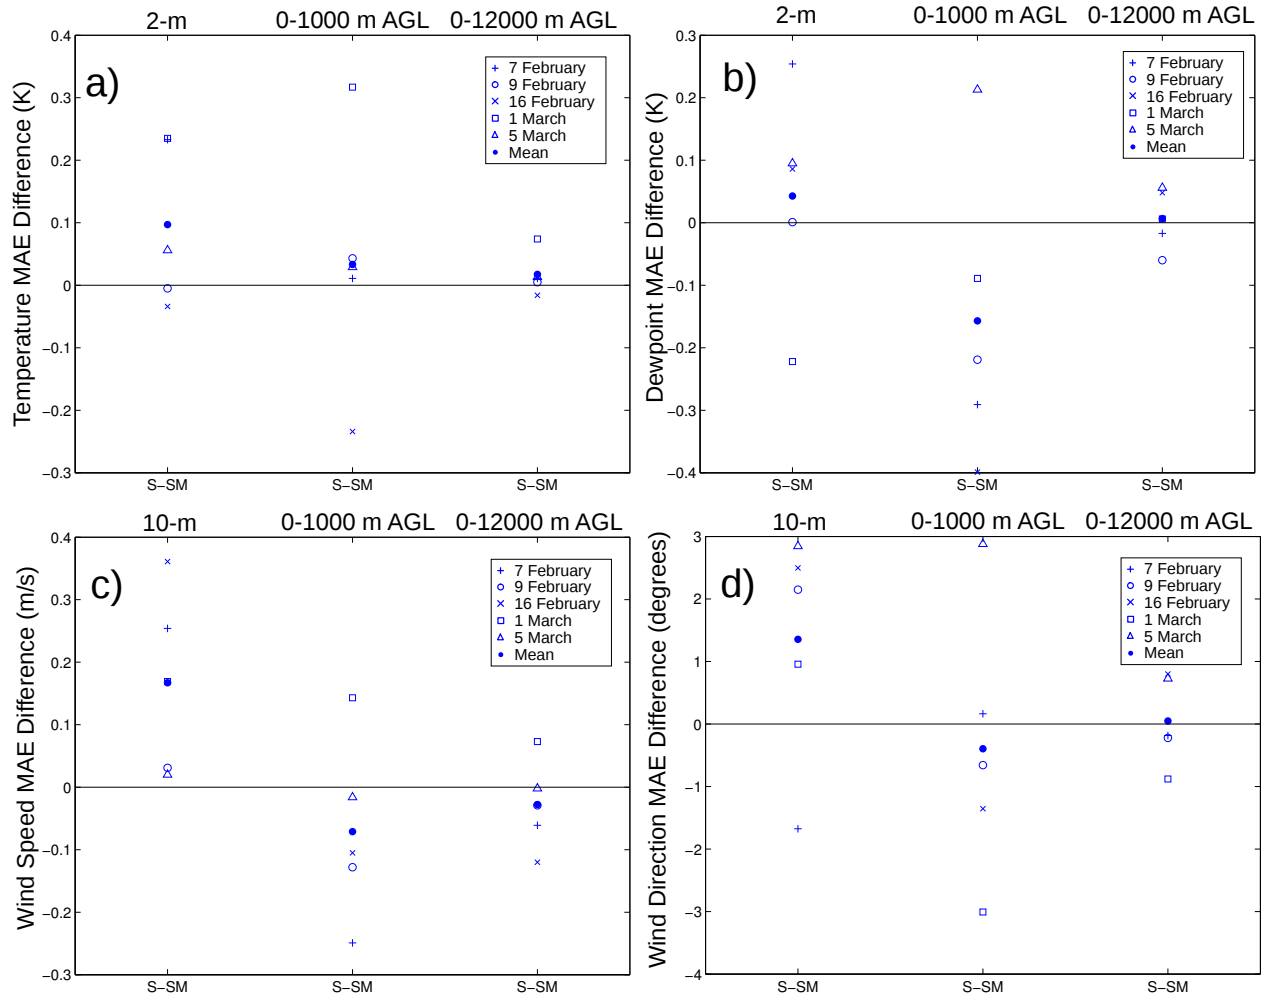 2-m 0-1000 m AGL 0-12000 m AGL
a)
Temperature MAE Difference (K)
0.4
0.3
0.2
0.1
0
−0.1
−0.2
−0.3
7 February
9 February
16 February
1 March
5 March
Mean
S−SM S−SM S−SM
2-m 0-1000 m AGL 0-12000 m AGL
b)
Dewpoint MAE Difference (K)
0.3
0.2
0.1
0
−0.1
−0.2
−0.3
−0.4
7 February
9 February
16 February
1 March
5 March
Mean
S−SM S−SM S−SM
10-m 0-1000 m AGL 0-12000 m AGL
c)
Wind Speed MAE Difference (m/s)
0.4
0.3
0.2
0.1
0
−0.1
−0.2
−0.3
7 February
9 February
16 February
1 March
5 March
Mean
S−SM S−SM S−SM
10-m 0-1000 m AGL 0-12000 m AGL
d)
Wind Direction MAE Difference (degrees)
3
2
1
0
−1
−2
−3
−4
7 February
9 February
16 February
1 March
5 March
Mean
S−SM S−SM S−SM